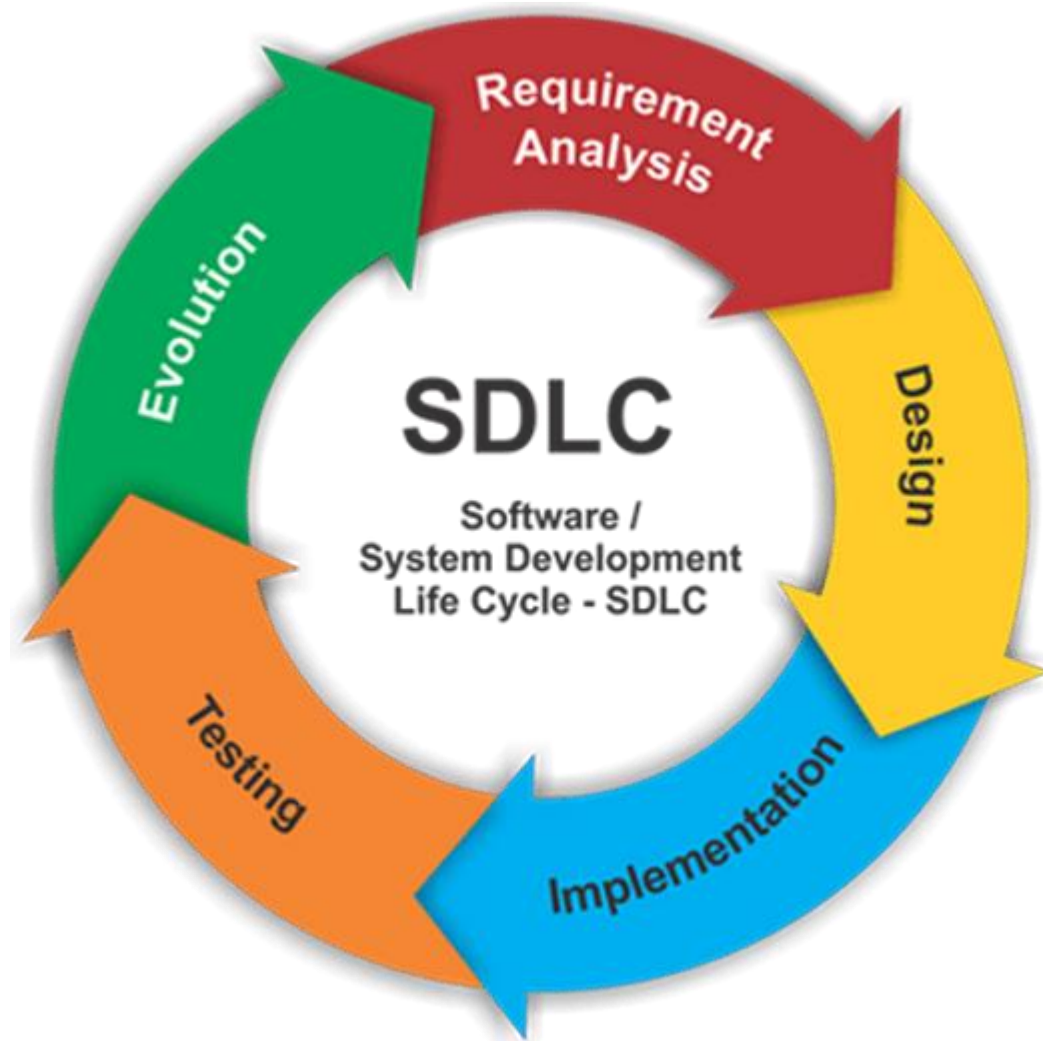 Requirement
Analysis
Design
Implementation
Testing
Evolution
SDLC
Software /
System Development
Life Cycle - SDLC